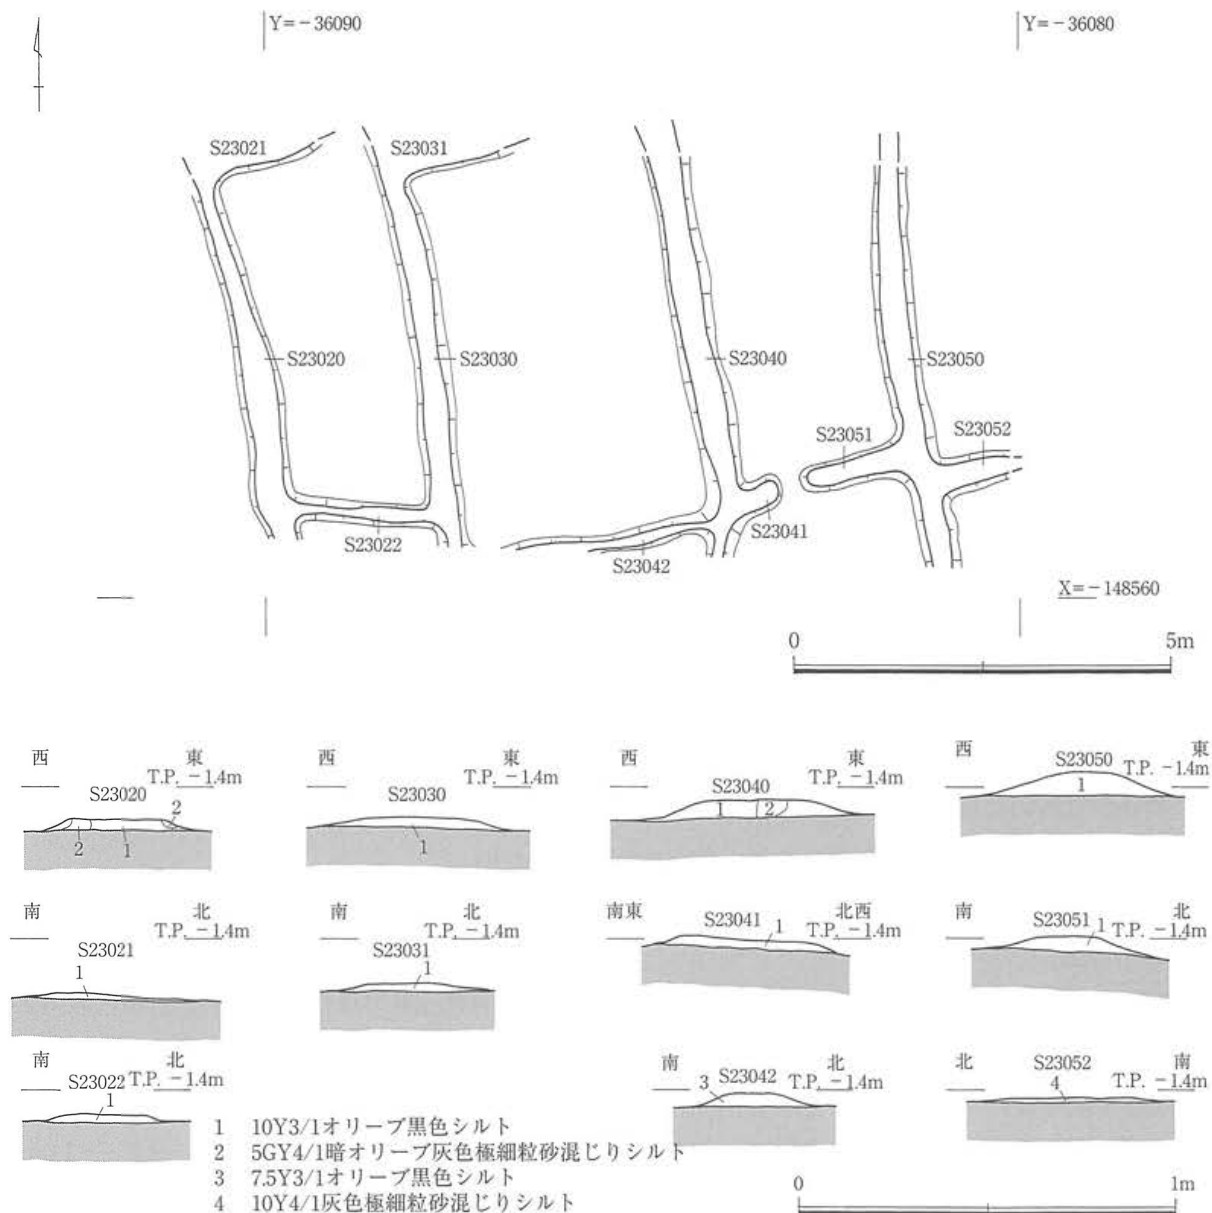 Y=－36090
Y=－36080
S23021
S23031
S23020
S23030
S23040
S23050
S23051
S23052
S23022
S23041
S23042
X=－148560
0
5m
西
東
T.P. －1.4m
S23020
2
2
1
西
東
T.P. －1.4m
S23030
1
西
東
T.P. －1.4m
S23040
1
2
西
東
T.P. －1.4m
S23050
1
南
北
T.P. －1.4m
S23021
1
南
北
T.P. －1.4m
S23031
1
南東
北西
T.P. －1.4m
S23041
1
南
北
T.P. －1.4m
S23051
1
南
北
T.P. －1.4m
S23022
1
南
北
T.P. －1.4m
S23042
3
北
南
T.P. －1.4m
S23052
4
1 10Y3/1オリーブ黒色シルト
2 5GY4/1暗オリーブ灰色極細粒砂混じりシルト
3 7.5Y3/1オリーブ黒色シルト
4 10Y4/1灰色極細粒砂混じりシルト
0
1m